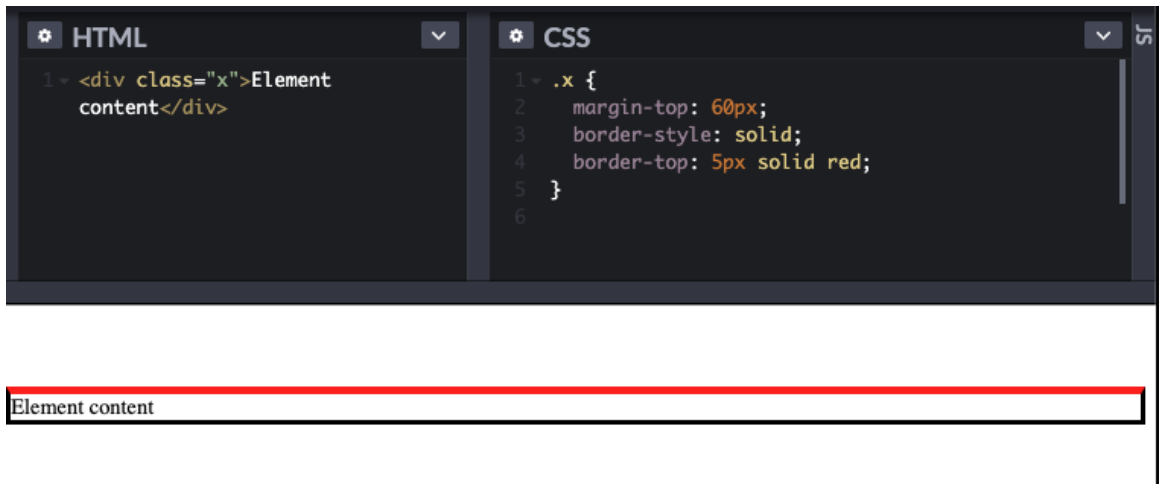 HTML
1 <div class="x">Element
content</div>
CSS
1 .x {
2 margin-top: 60px;
3 border-style: solid;
4 border-top: 5px solid red;
5 }
6
JS
Element content